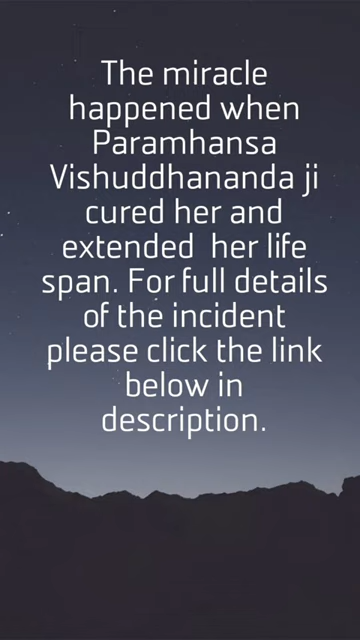 The miracle
happened when
Paramhansa
Vishuddhananda ji
cured her and
extended  her life
span. For full details
of the incident
please click the link
below in
description.